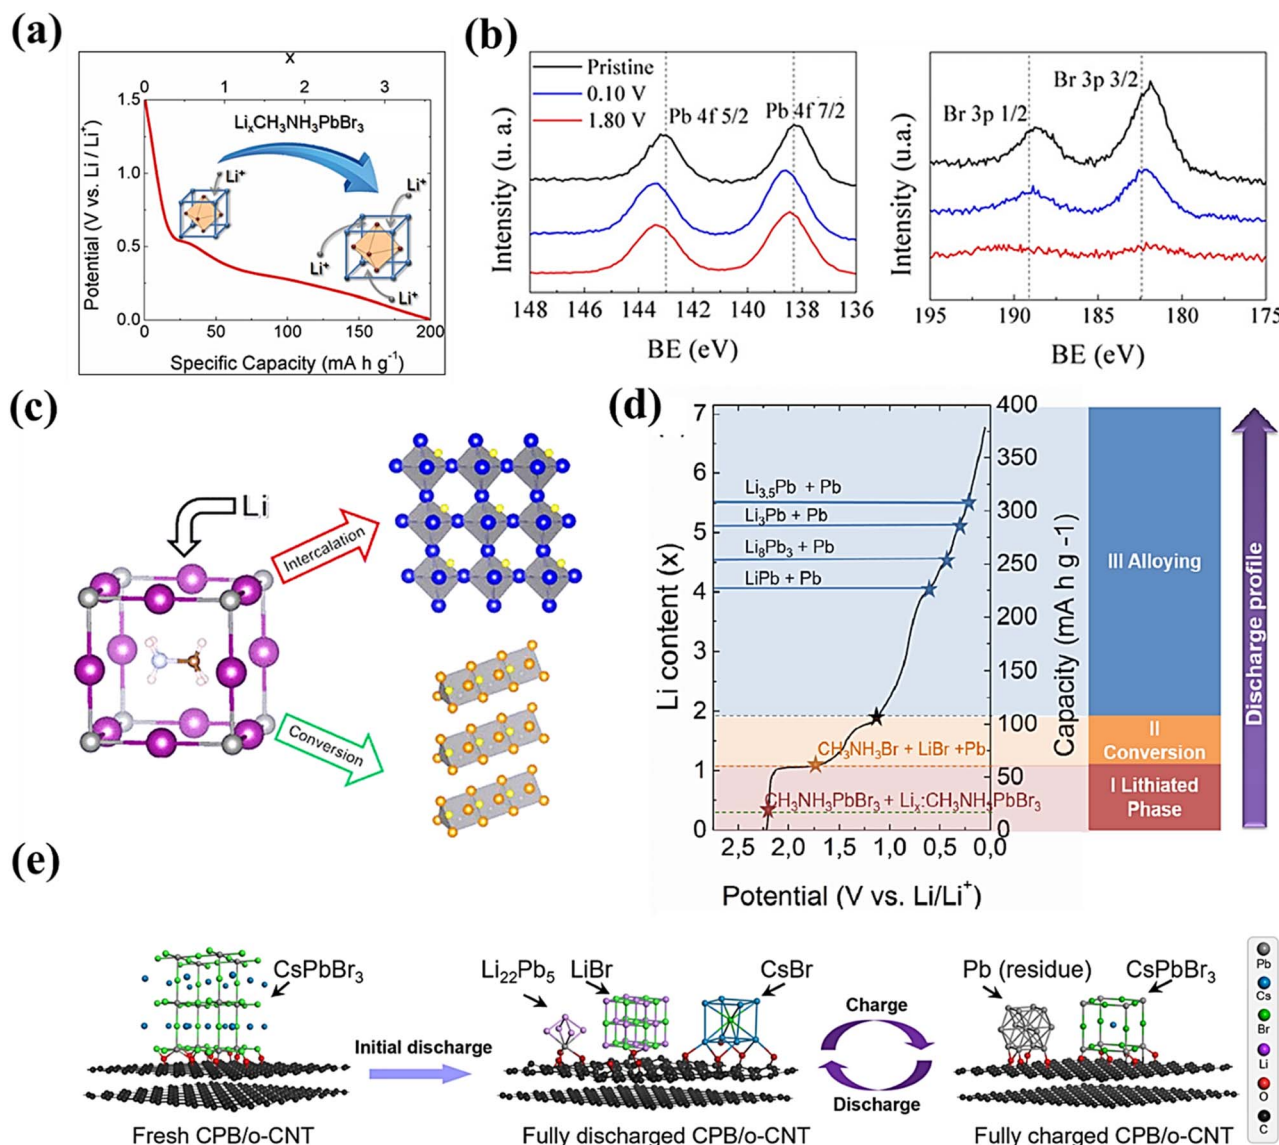 (a)
x
0 1 2 3
1.5
1.0
0.5
0.0
Potential (V vs. Li / Li⁺)
LiₓCH₃NH₃PbBr₃
Li⁺
Li⁺
Li⁺
Li⁺
0 50 100 150 200
Specific Capacity (mA h g⁻¹)
(b)
Pristine
0.10 V
1.80 V
Pb 4f 5/2
Pb 4f 7/2
Intensity (u. a.)
148 146 144 142 140 138 136
BE (eV)
Br 3p 1/2
Br 3p 3/2
Intensity (u.a.)
195 190 185 180 175
BE (eV)
(c)
Li
Intercalation
Conversion
(d)
7
6
5
4
3
2
1
0
Li content (x)
Li₃,₅Pb + Pb
Li₃Pb + Pb
Li₈Pb₃ + Pb
LiPb + Pb
CH₃NH₃Br + LiBr +Pb
CH₃NH₃PbBr₃ + Liₓ:CH₃NH₃PbBr₃
400
350
300
250
200
150
100
50
0
Capacity (mA h g -1)
2,5 2,0 1,5 1,0 0,5 0,0
Potential (V vs. Li/Li⁺)
III Alloying
II
Conversion
I Lithiated
Phase
Discharge profile
(e)
CsPbBr₃
Initial discharge
Fresh CPB/o-CNT
Li₂₂Pb₅
LiBr
CsBr
Fully discharged CPB/o-CNT
Charge
Discharge
Pb (residue)
CsPbBr₃
Fully charged CPB/o-CNT
Pb
Cs
Br
Li
O
C